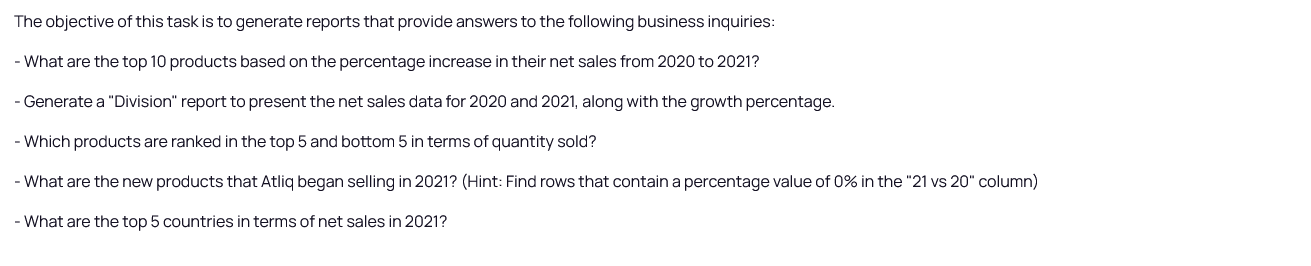 The objective of this task is to generate reports that provide answers to the following business inquiries:
- What are the top 10 products based on the percentage increase in their net sales from 2020 to 2021?
- Generate a "Division" report to present the net sales data for 2020 and 2021, along with the growth percentage.
- Which products are ranked in the top 5 and bottom 5 in terms of quantity sold?
- What are the new products that Atliq began selling in 2021? (Hint: Find rows that contain a percentage value of 0% in the "21 vs 20" column)
- What are the top 5 countries in terms of net sales in 2021?